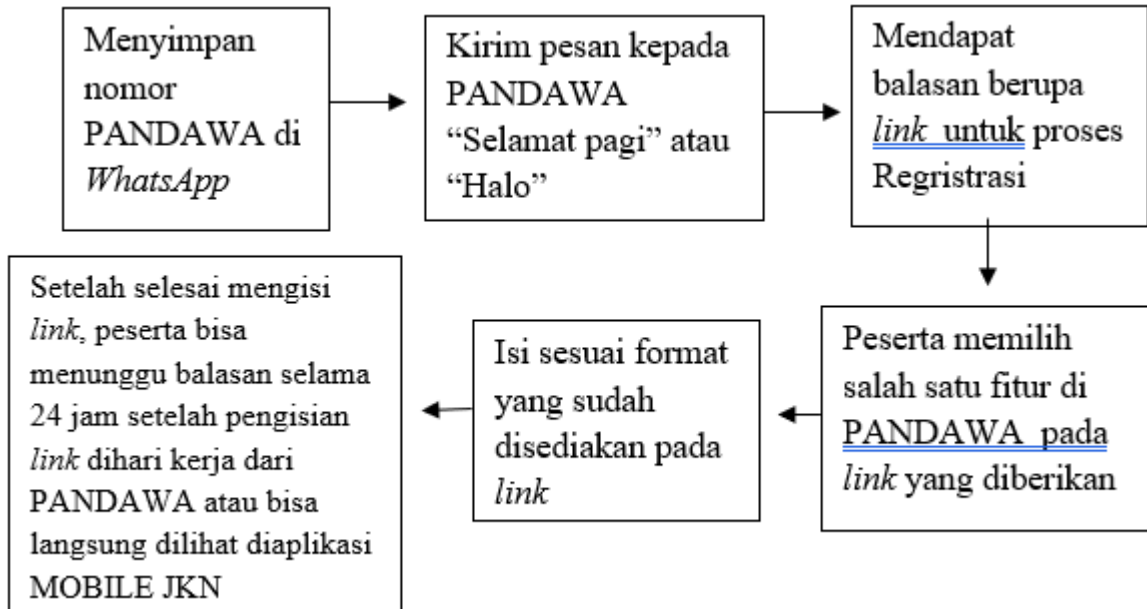 Menyimpan
nomor
PANDAWA di
WhatsApp
Kirim pesan kepada
PANDAWA
“Selamat pagi” atau
“Halo”
Mendapat
balasan berupa
link untuk proses
Regristrasi
Peserta memilih
salah satu fitur di
PANDAWA pada
link yang diberikan
Isi sesuai format
yang sudah
disediakan pada
link
Setelah selesai mengisi
link, peserta bisa
menunggu balasan selama
24 jam setelah pengisian
link dihari kerja dari
PANDAWA atau bisa
langsung dilihat diaplikasi
MOBILE JKN